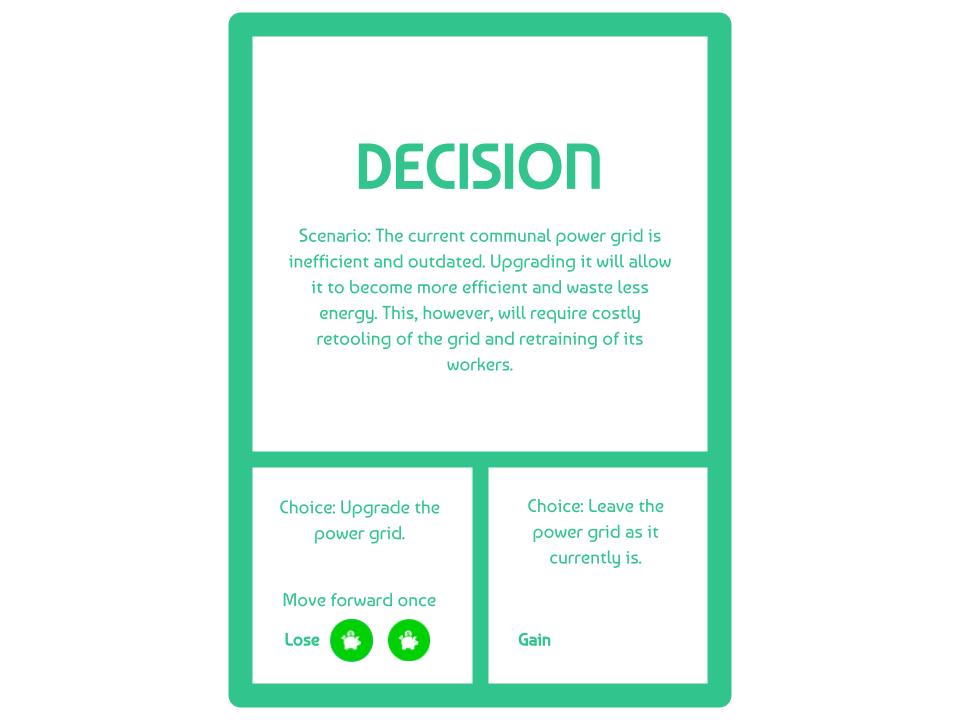 DECISION
Scenario: The current communal power grid is
inefficient and outdated. Upgrading it will allow
it to become more efficient and waste less
energy. This, however, will require costly
retooling of the grid and retraining of its
workers.
Choice: Upgrade the
power grid.
Move forward once
Lose
Choice: Leave the
power grid as it
currently is.
Gain